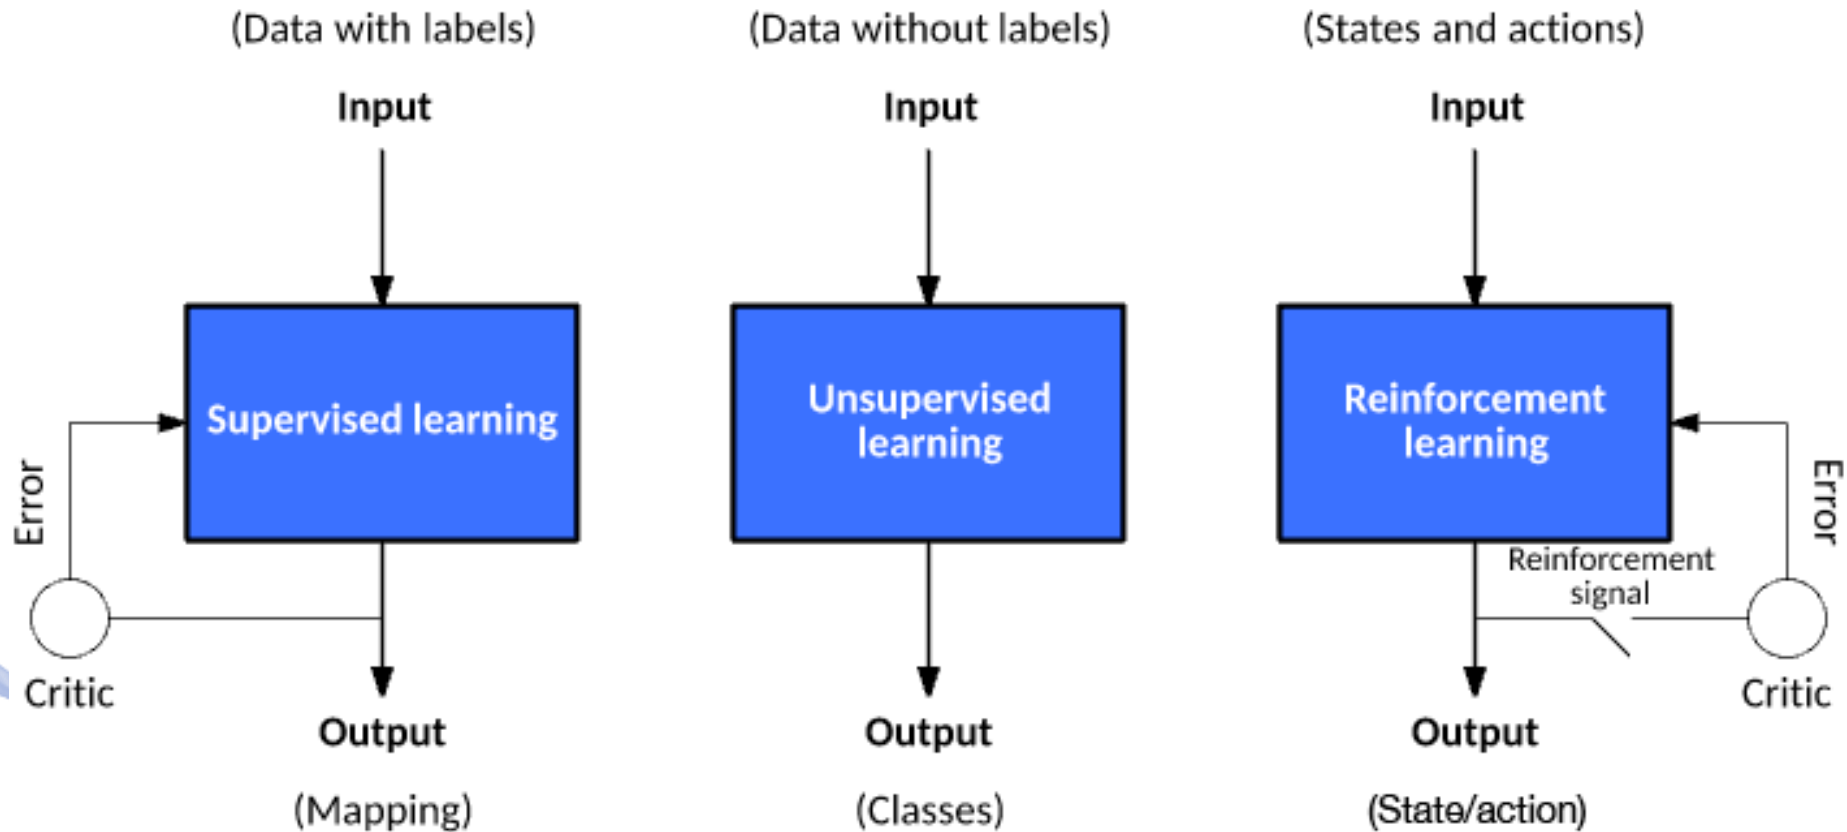 (Data with labels)
Input
Supervised learning
Error
Critic
Output
(Mapping)
(Data without labels)
Input
Unsupervised
learning
Output
(Classes)
(States and actions)
Input
Reinforcement
learning
Reinforcement
signal
Error
Critic
Output
(State/action)